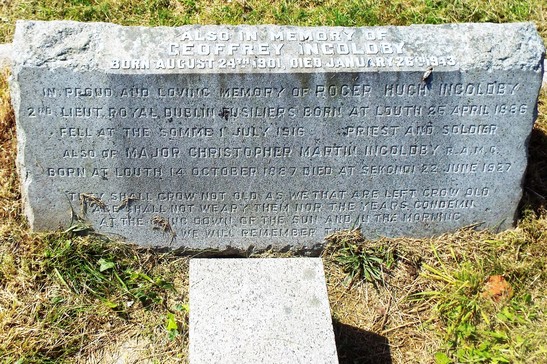 ALSO IN MEMORY OF
GEOFFREY INGOLDBY
BORN AUGUST 24TH 1901, DIED JANUARY 26TH 1943
IN PROUD AND LOVING MEMORY OF ROGER HUGH INGOLDBY
2ND LIEUT. ROYAL DUBLIN FUSILIERS BORN AT LOUTH 25 APRIL 1886
FELL AT THE SOMME 1 JULY 1916 PRIEST AND SOLDIER
ALSO OF MAJOR CHRISTOPHER MARTIN INGOLDBY R.A.M.C.
BORN AT LOUTH 14 OCTOBER 1887 DIED AT SEKONDI 22 JUNE 1927
THEY SHALL GROW NOT OLD AS WE THAT ARE LEFT GROW OLD
AGE SHALL NOT WEARY THEM NOR THE YEARS CONDEMN
AT THE GOING DOWN OF THE SUN AND IN THE MORNING
WE WILL REMEMBER